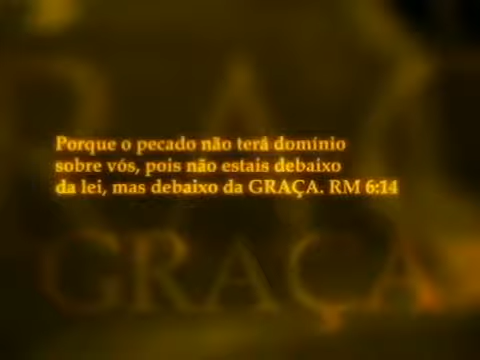 Porque o pecado não terá domínio
sobre vós, pois não estais debaixo
da lei, mas debaixo da GRAÇA. RM 6:14
GRAÇA